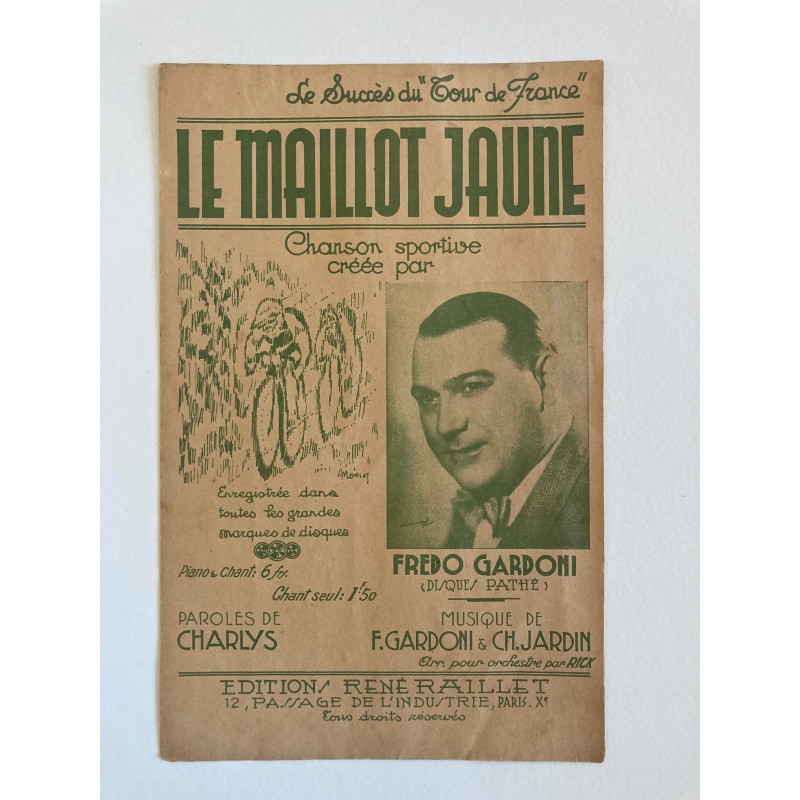 Le Succès du "Tour de France"
LE MAILLOT JAUNE
Chanson sportive
créée par
Enregistrée dans
toutes les grandes
marques de disques
Piano & Chant: 6 frs.
Chant seul: 1F50
FREDO GARDONI
(DISQUES PATHÉ)
PAROLES DE
CHARLYS
MUSIQUE DE
F. GARDONI & CH. JARDIN
Arr. pour orchestre par RICK
EDITIONS RENÉ RAILLET
12, PASSAGE DE L'INDUSTRIE, PARIS. Xe
Tous droits réservés